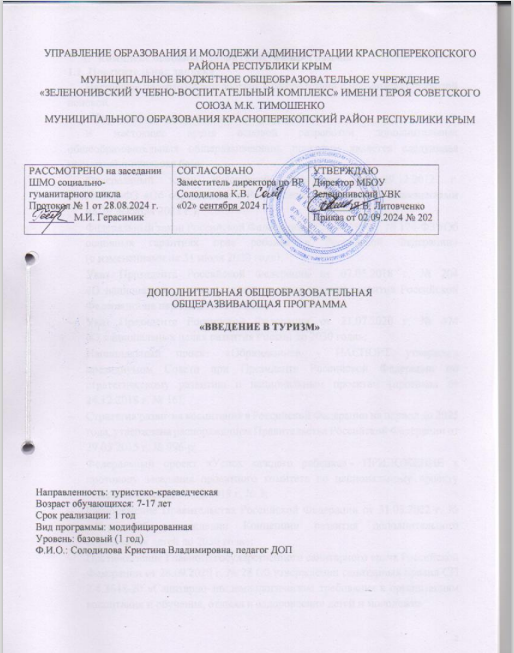 УПРАВЛЕНИЕ ОБРАЗОВАНИЯ И МОЛОДЕЖИ АДМИНИСТРАЦИИ КРАСНОПЕРЕКОПСКОГО
РАЙОНА РЕСПУБЛИКИ КРЫМ
МУНИЦИПАЛЬНОЕ БЮДЖЕТНОЕ ОБЩЕОБРАЗОВАТЕЛЬНОЕ УЧРЕЖДЕНИЕ
«ЗЕЛЕНОНИВСКИЙ УЧЕБНО-ВОСПИТАТЕЛЬНЫЙ КОМПЛЕКС» ИМЕНИ ГЕРОЯ СОВЕТСКОГО
СОЮЗА М.К. ТИМОШЕНКО
МУНИЦИПАЛЬНОГО ОБРАЗОВАНИЯ КРАСНОПЕРЕКОПСКИЙ РАЙОН РЕСПУБЛИКИ КРЫМ
РАССМОТРЕНО на заседании
ШМО социально-
гуманитарного цикла
Протокол № 1 от 28.08.2024 г.
М.И. Герасимик
СОГЛАСОВАНО
Заместитель директора по ВР
Солодилова К.В.
«02» сентября 2024 г.
УТВЕРЖДАЮ
Директор МБОУ
Зеленонивский УВК
Я.В. Литовченко
Приказ от 02.09.2024 № 202
ДОПОЛНИТЕЛЬНАЯ ОБЩЕОБРАЗОВАТЕЛЬНАЯ
ОБЩЕРАЗВИВАЮЩАЯ ПРОГРАММА
«ВВЕДЕНИЕ В ТУРИЗМ»
Направленность: туристско-краеведческая
Возраст обучающихся: 7-17 лет
Срок реализации: 1 год
Вид программы: модифицированная
Уровень: базовый (1 год)
Ф.И.О.: Солодилова Кристина Владимировна, педагог ДОП